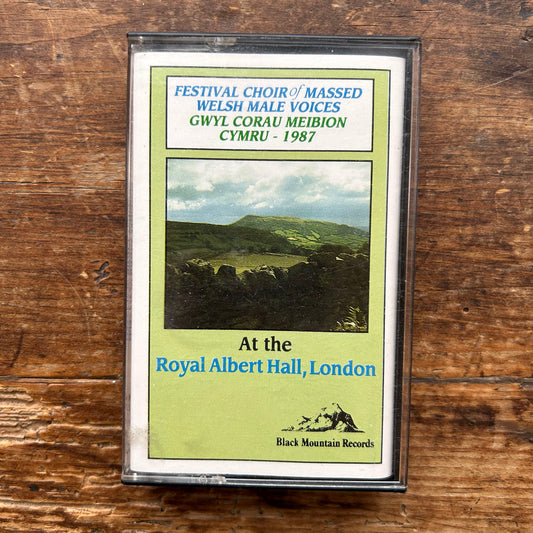 FESTIVAL CHOIR of MASSED
WELSH MALE VOICES
GWYL CORAU MEIBION
CYMRU - 1987
At the
Royal Albert Hall, London
Black Mountain Records